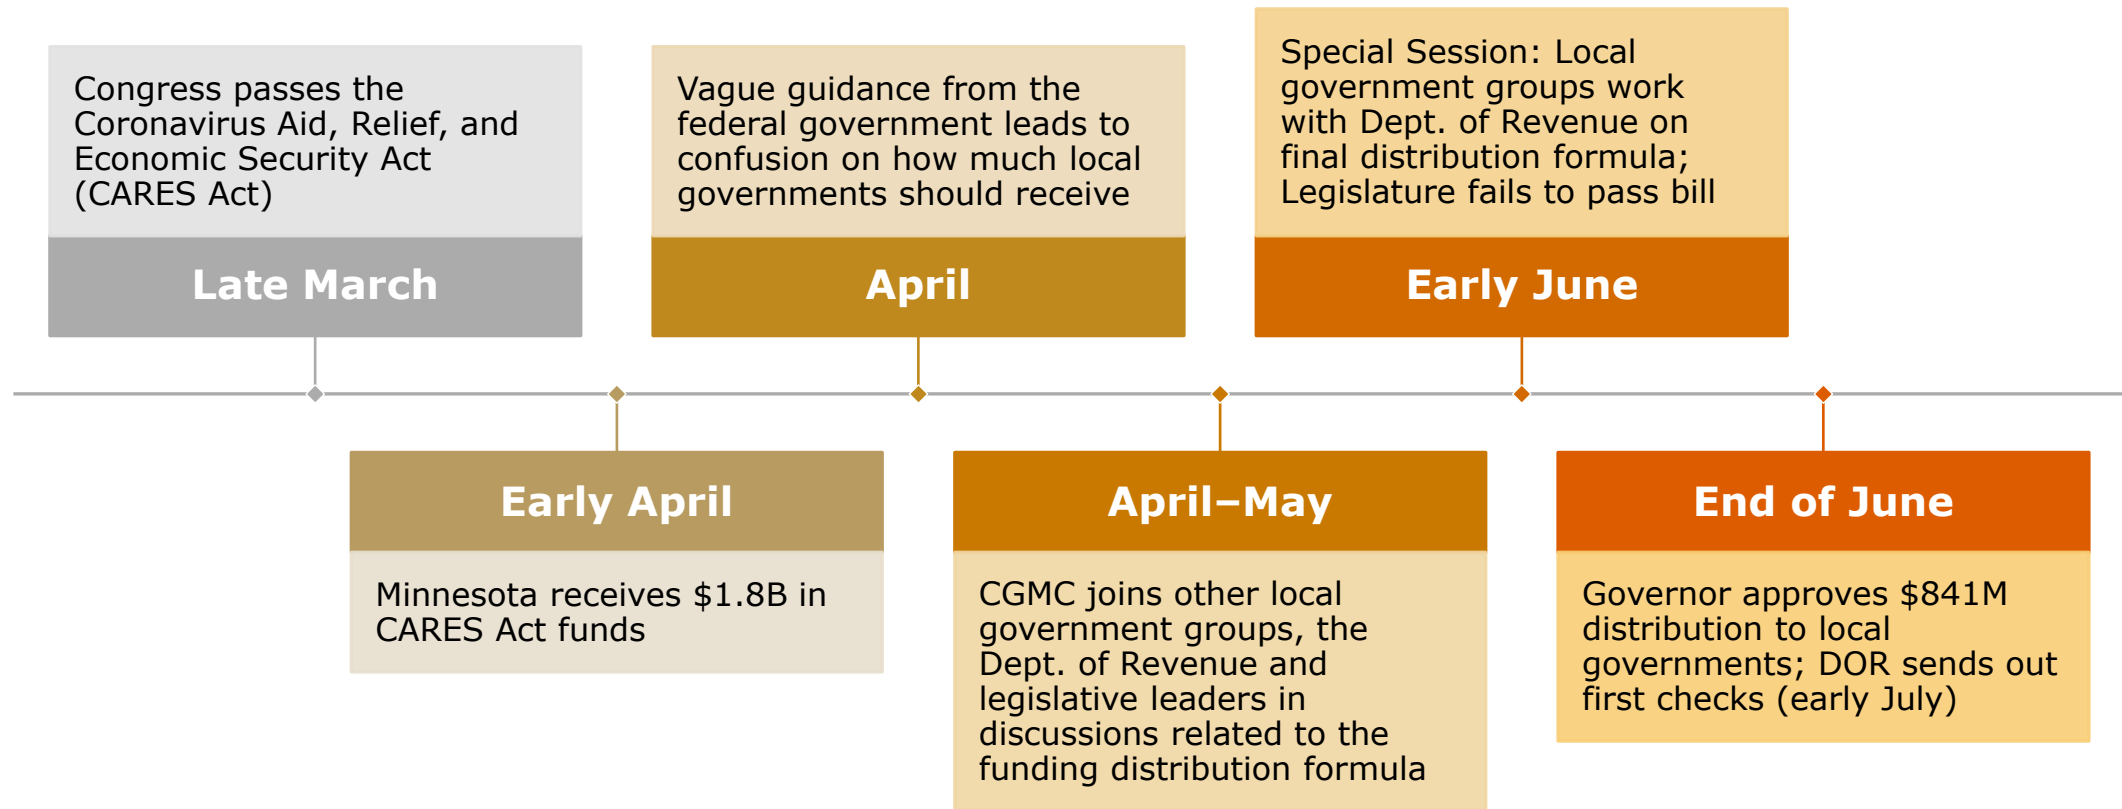 Congress passes the
Coronavirus Aid, Relief, and
Economic Security Act
(CARES Act)
Late March
Early April
Minnesota receives $1.8B in
CARES Act funds
Vague guidance from the
federal government leads to
confusion on how much local
governments should receive
April
April–May
CGMC joins other local
government groups, the
Dept. of Revenue and
legislative leaders in
discussions related to the
funding distribution formula
Special Session: Local
government groups work
with Dept. of Revenue on
final distribution formula;
Legislature fails to pass bill
Early June
End of June
Governor approves $841M
distribution to local
governments; DOR sends out
first checks (early July)